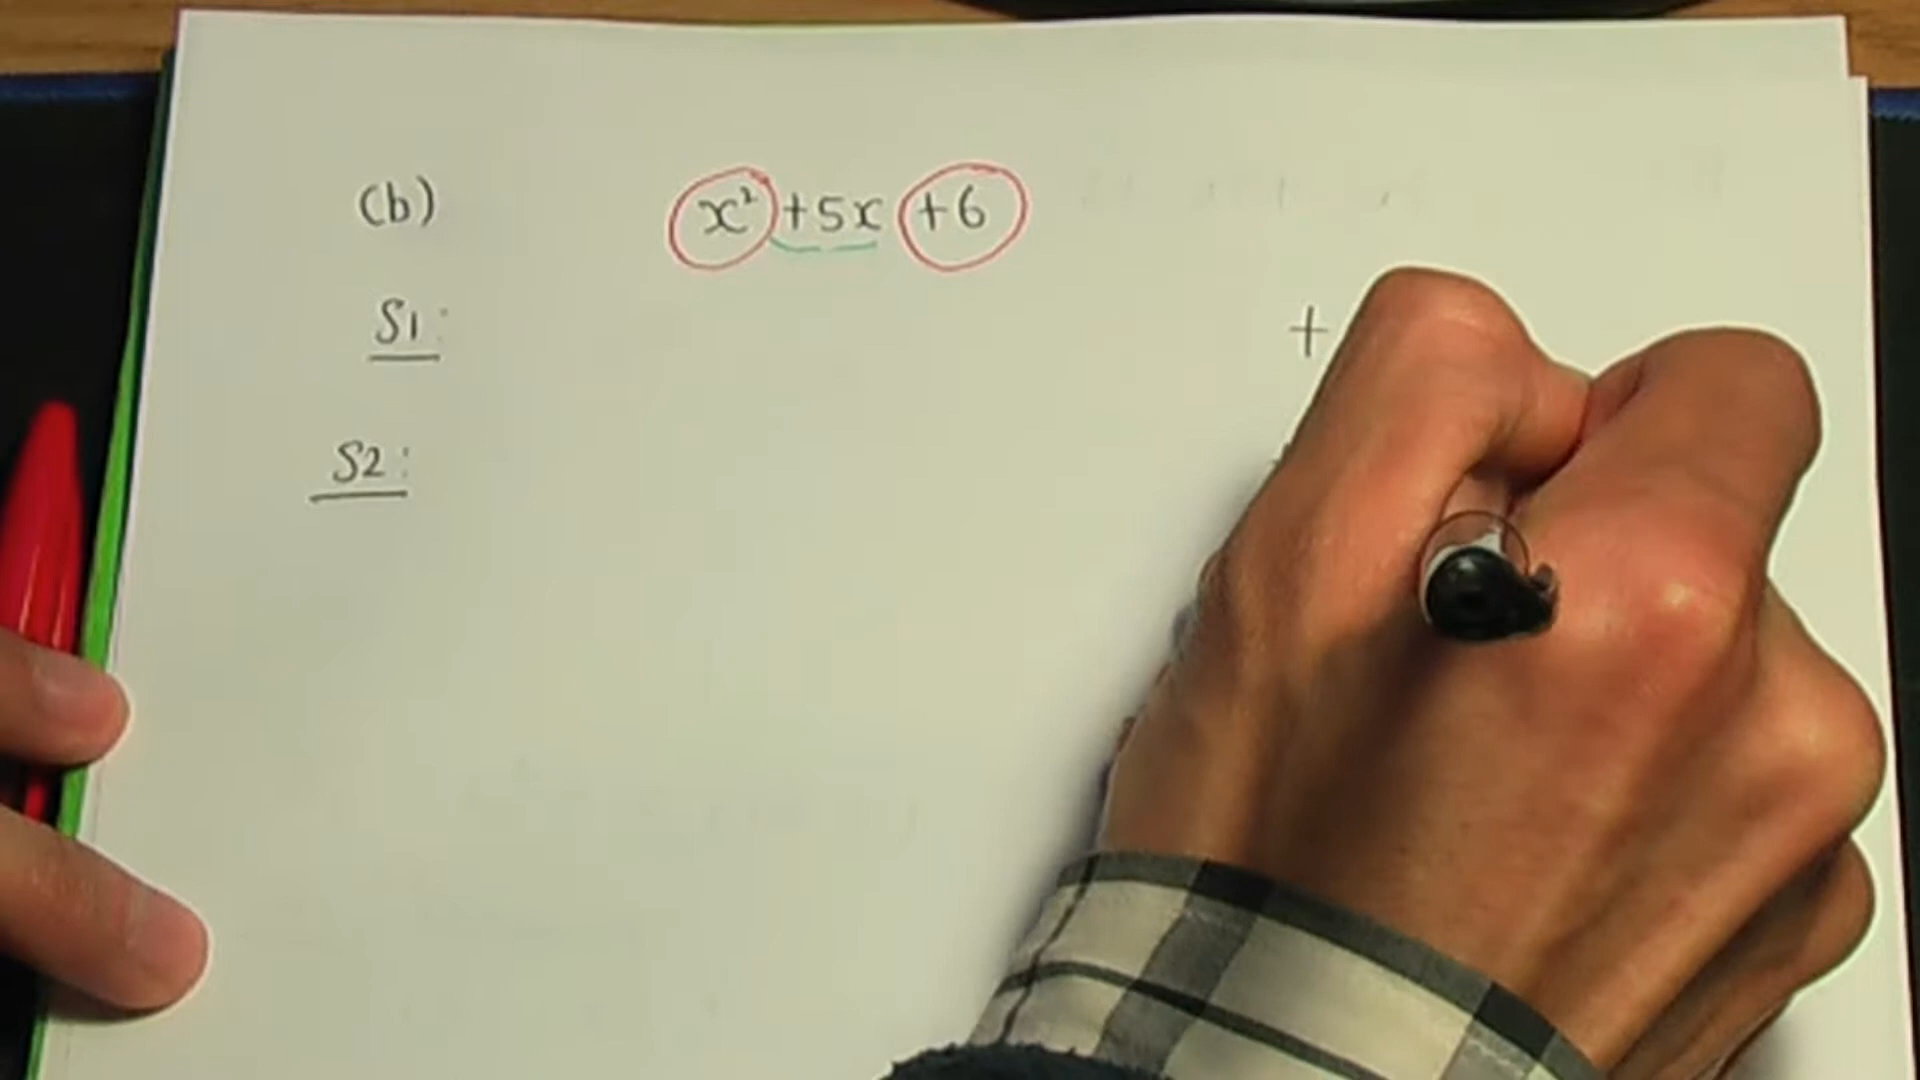 (b) x² +5x +6
S1: +
S2: